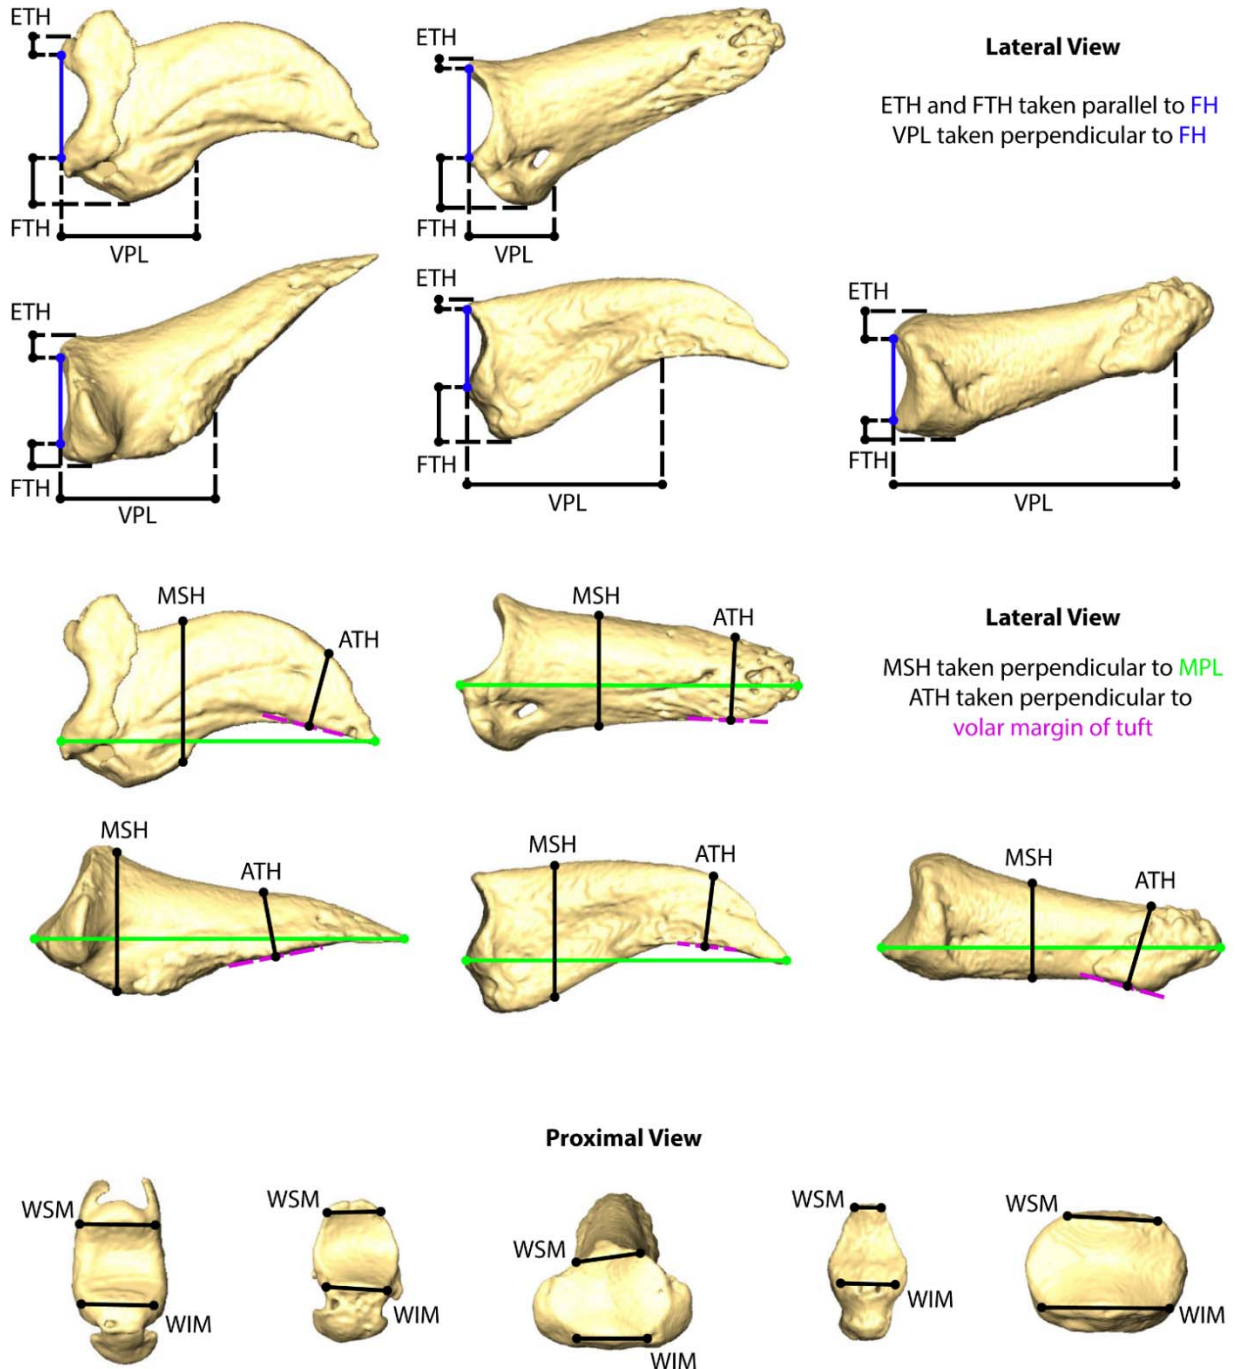 ETH
ETH
Lateral View
ETH and FTH taken parallel to FH
VPL taken perpendicular to FH
FTH
VPL
FTH
VPL
ETH
ETH
ETH
FTH
VPL
FTH
VPL
FTH
VPL
MSH
ATH
MSH
ATH
Lateral View
MSH taken perpendicular to MPL
ATH taken perpendicular to
volar margin of tuft
MSH
ATH
MSH
ATH
MSH
ATH
Proximal View
WSM
WIM
WSM
WIM
WSM
WIM
WSM
WIM
WSM
WIM